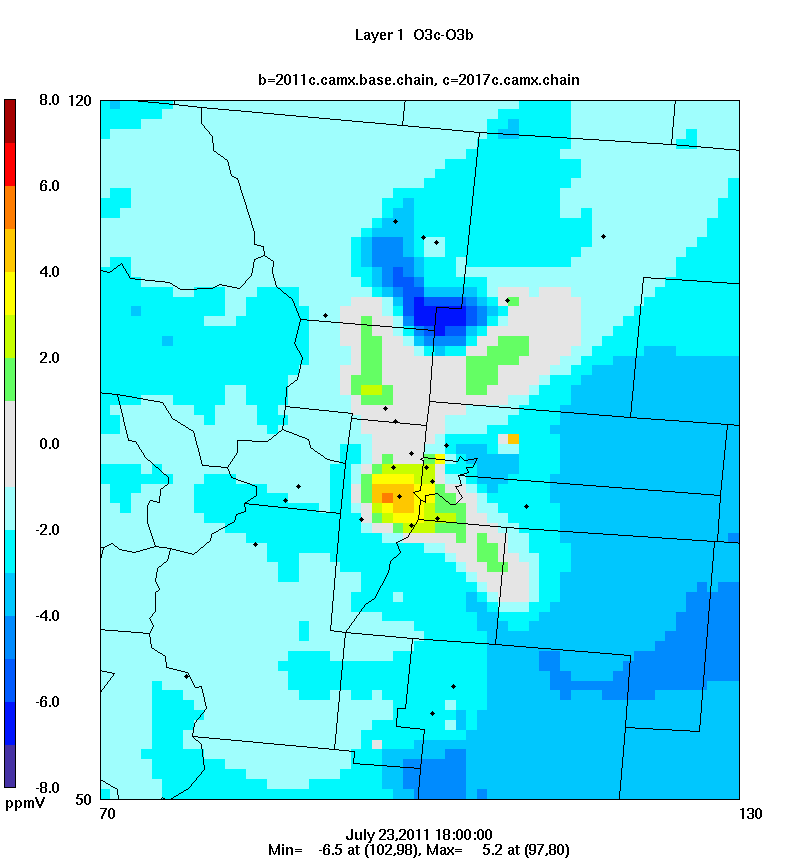 Layer 1 O3c-O3b
b=2011c.camx.base.chain, c=2017c.camx.chain
8.0
6.0
4.0
2.0
0.0
-2.0
-4.0
-6.0
-8.0
ppmV
120
50
70
130
July 23,2011 18:00:00
Min= -6.5 at (102,98), Max= 5.2 at (97,80)